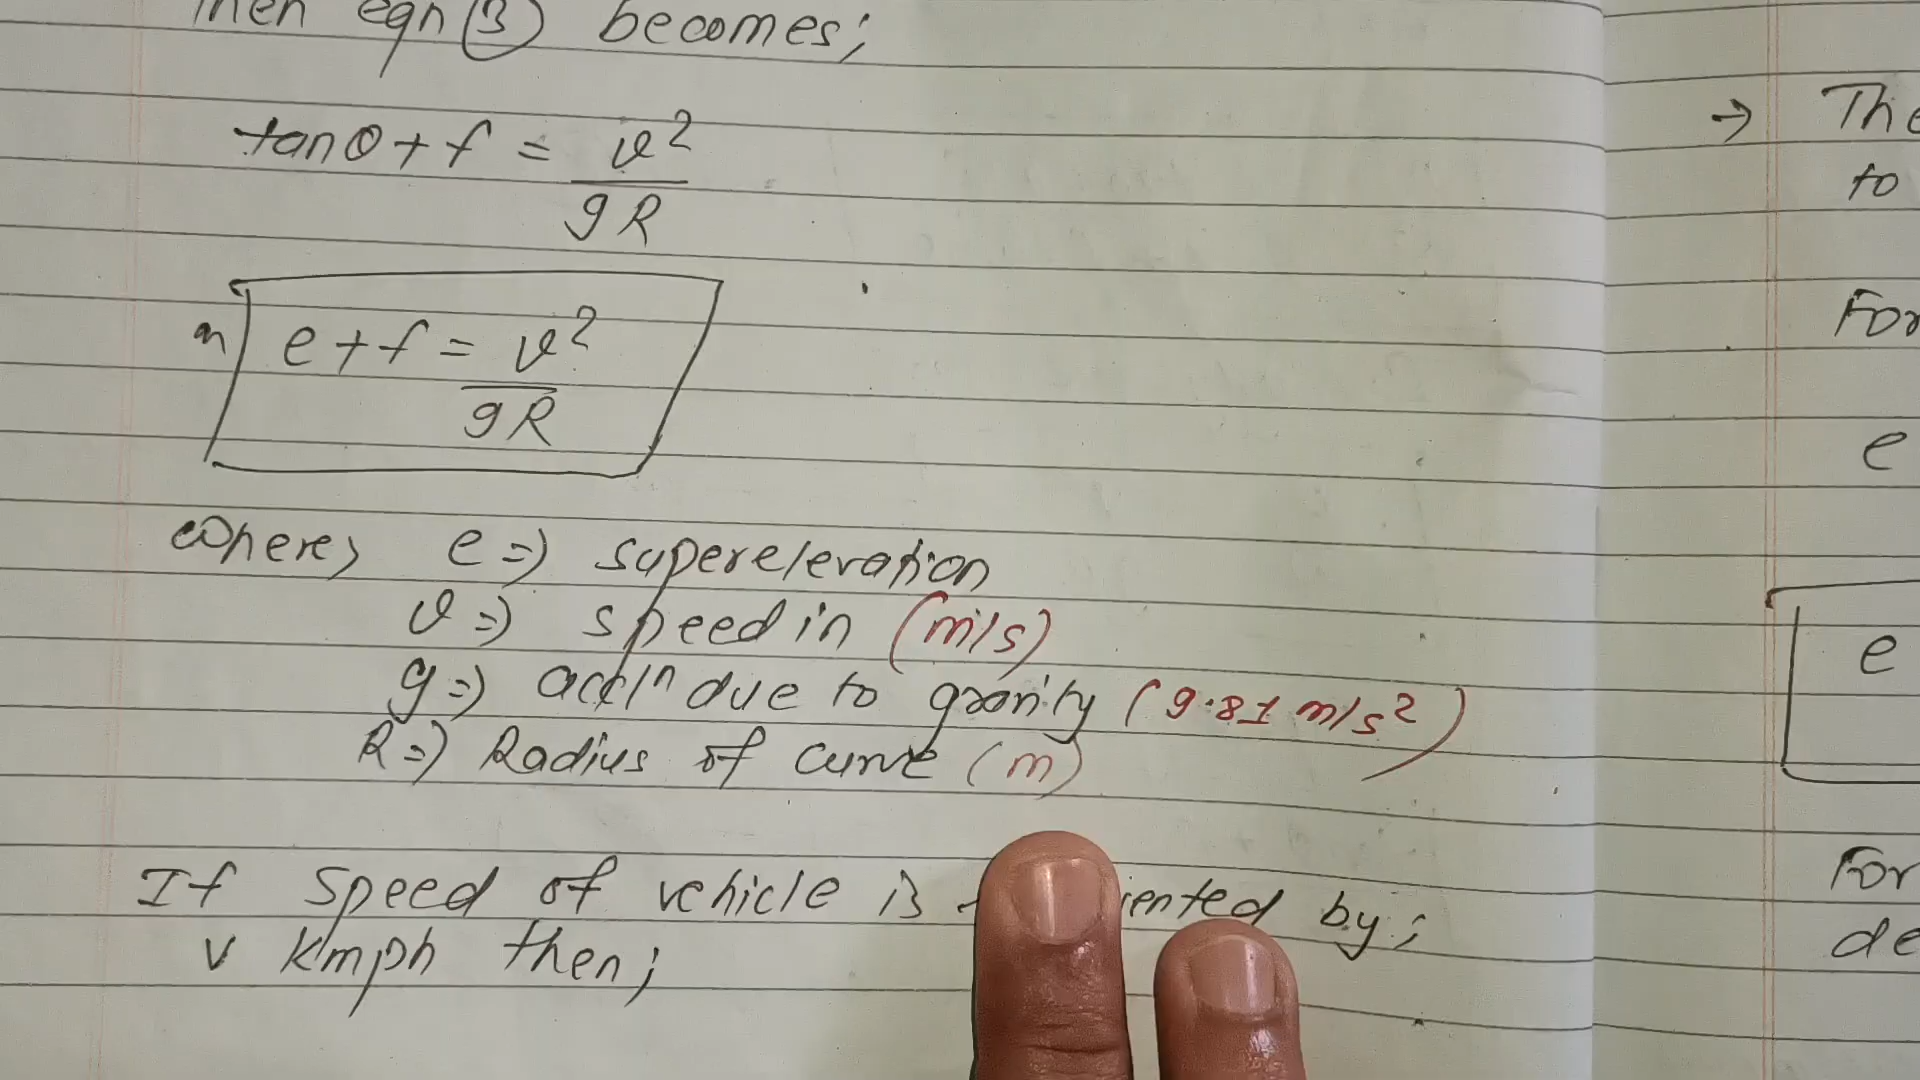 Then eqn (3) becomes;
tanθ + f = v²
gR
e + f = v²
gR
where, e => superelevation
v => speed in (m/s)
g => accln due to gravity (9.81 m/s²)
R => Radius of curve (m)
If speed of vehicle is by;
v kmph then;
→ The
to
For
e
e
For
de